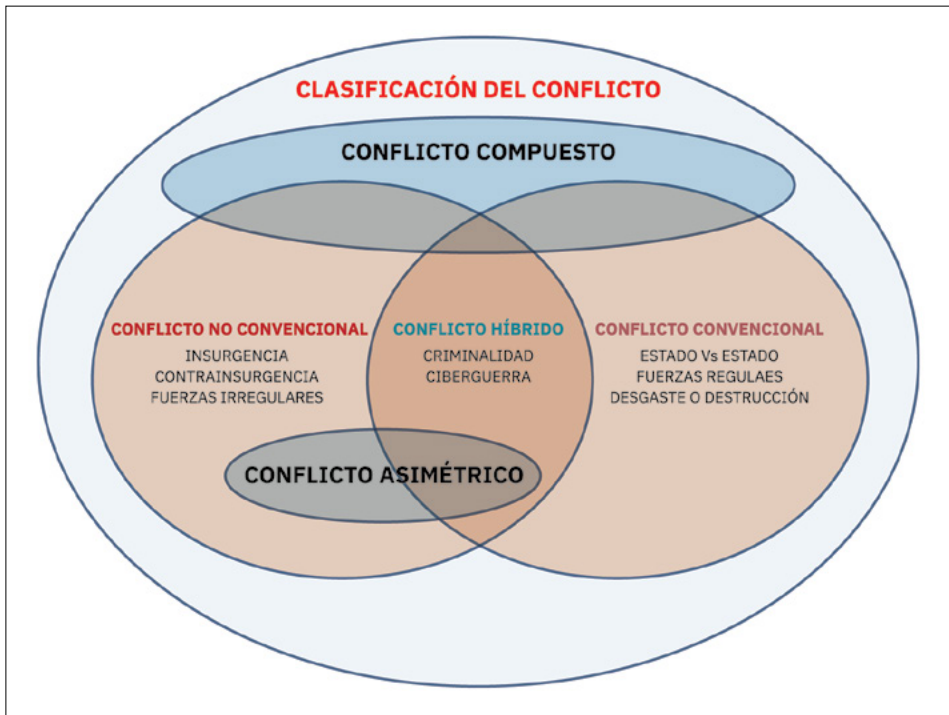 CLASIFICACIÓN DEL CONFLICTO
CONFLICTO COMPUESTO
CONFLICTO NO CONVENCIONAL
INSURGENCIA
CONTRAINSURGENCIA
FUERZAS IRREGULARES
CONFLICTO HÍBRIDO
CRIMINALIDAD
CIBERGUERRA
CONFLICTO CONVENCIONAL
ESTADO Vs ESTADO
FUERZAS REGULAES
DESGASTE O DESTRUCCIÓN
CONFLICTO ASIMÉTRICO